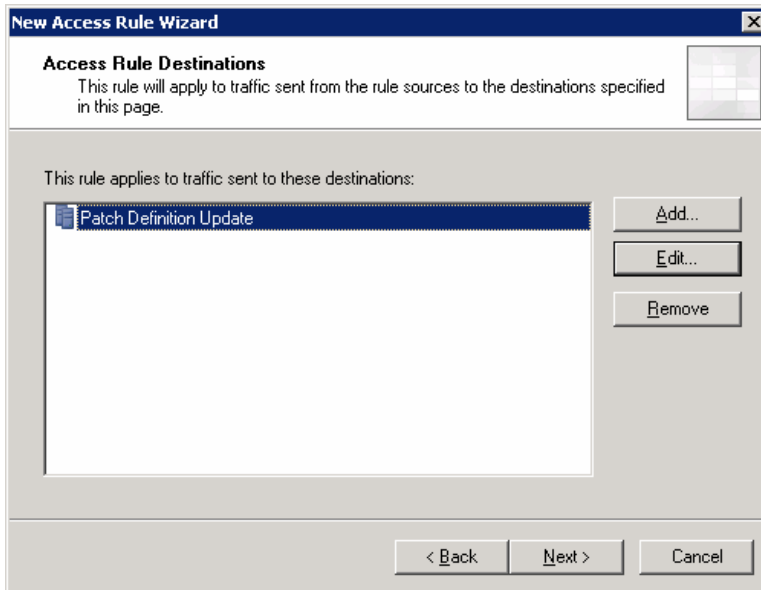 New Access Rule Wizard
Access Rule Destinations
This rule will apply to traffic sent from the rule sources to the destinations specified
in this page.
This rule applies to traffic sent to these destinations:
Patch Definition Update
Add...
Edit...
Remove
< Back
Next >
Cancel